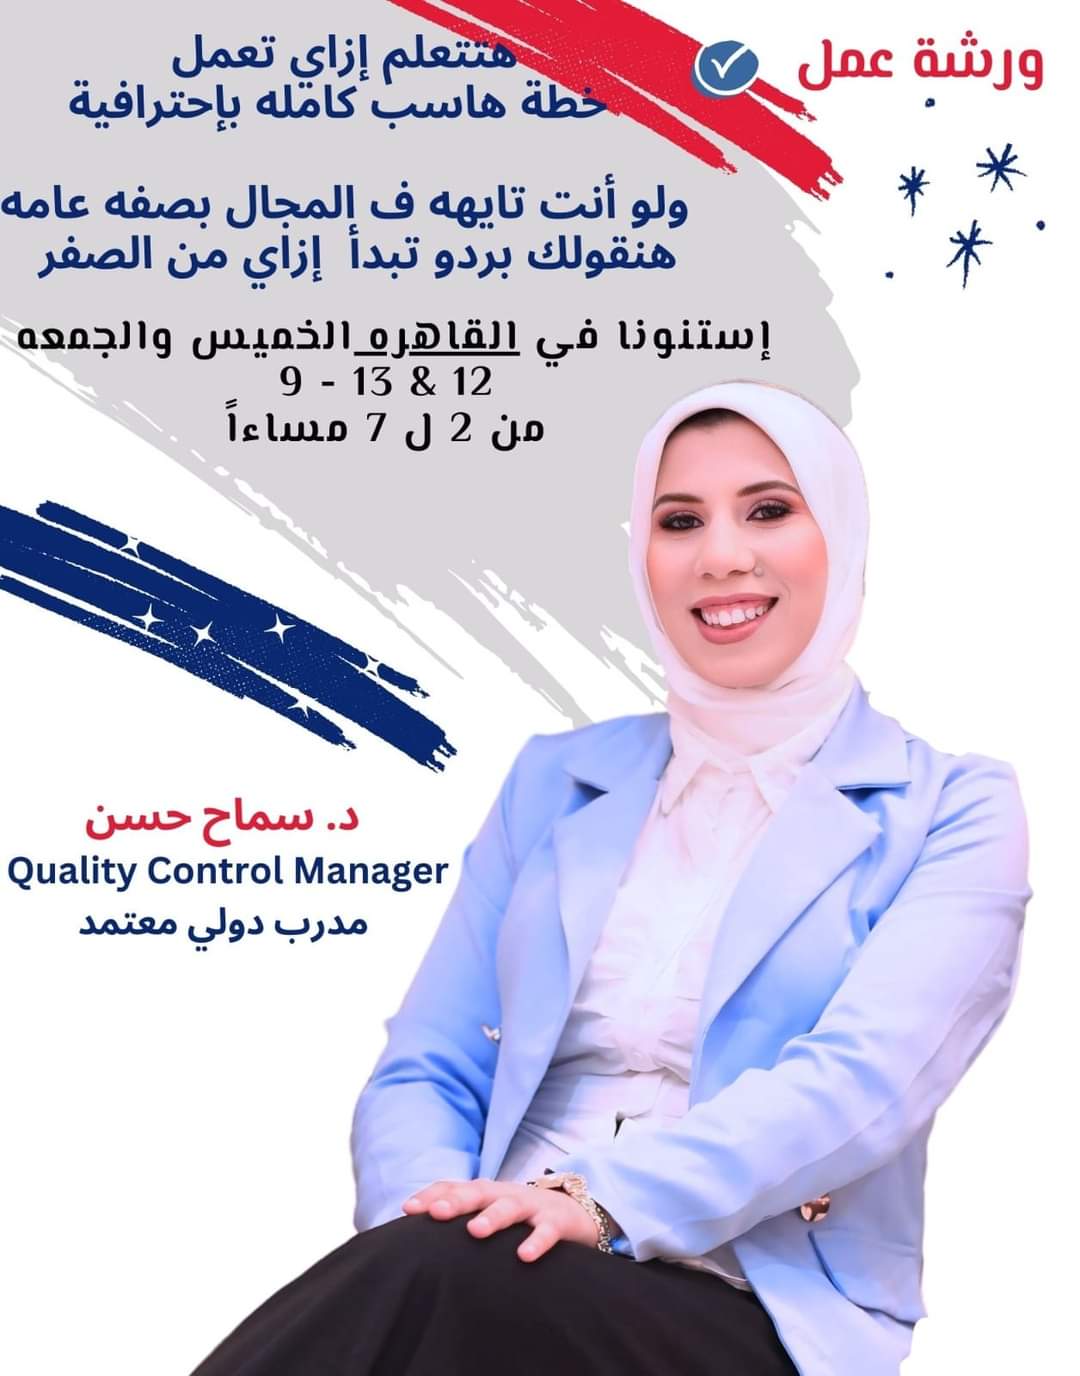 ورشة عمل
هتتعلم إزاي تعمل
خطة هاسب كامله بإحترافية
ولو أنت تايهه ف المجال بصفه عامه
هنقولك بردو تبدأ إزاي من الصفر
إستنونا في القاهره الخميس والجمعه
12 & 13 - 9
من 2 ل 7 مساءاً
د. سماح حسن
Quality Control Manager
مدرب دولي معتمد